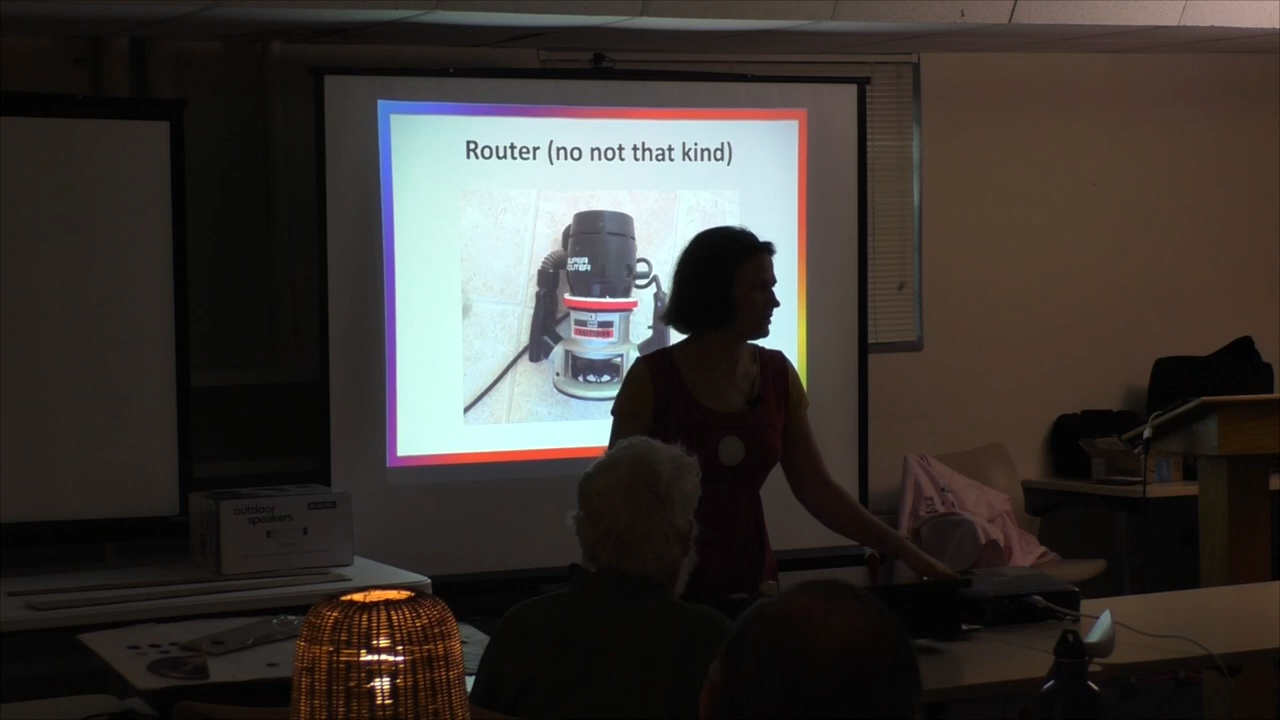 Router (no not that kind)
SUPER
ROUTER
outdoor
speakers